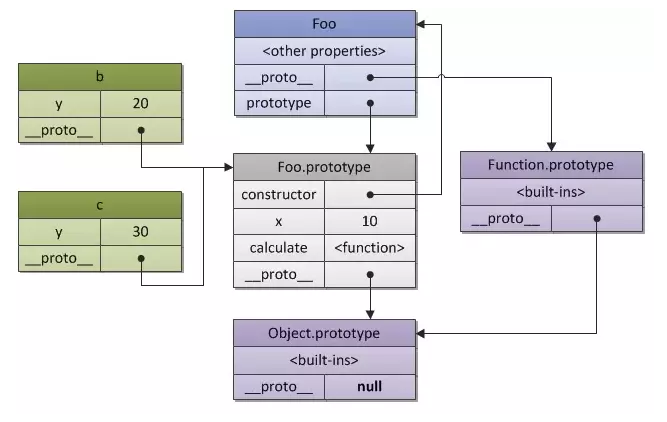 Foo
<other properties>
__proto__
prototype
b
y 20
__proto__
Foo.prototype
constructor
x 10
calculate <function>
__proto__
Function.prototype
<built-ins>
__proto__
c
y 30
__proto__
Object.prototype
<built-ins>
__proto__ null